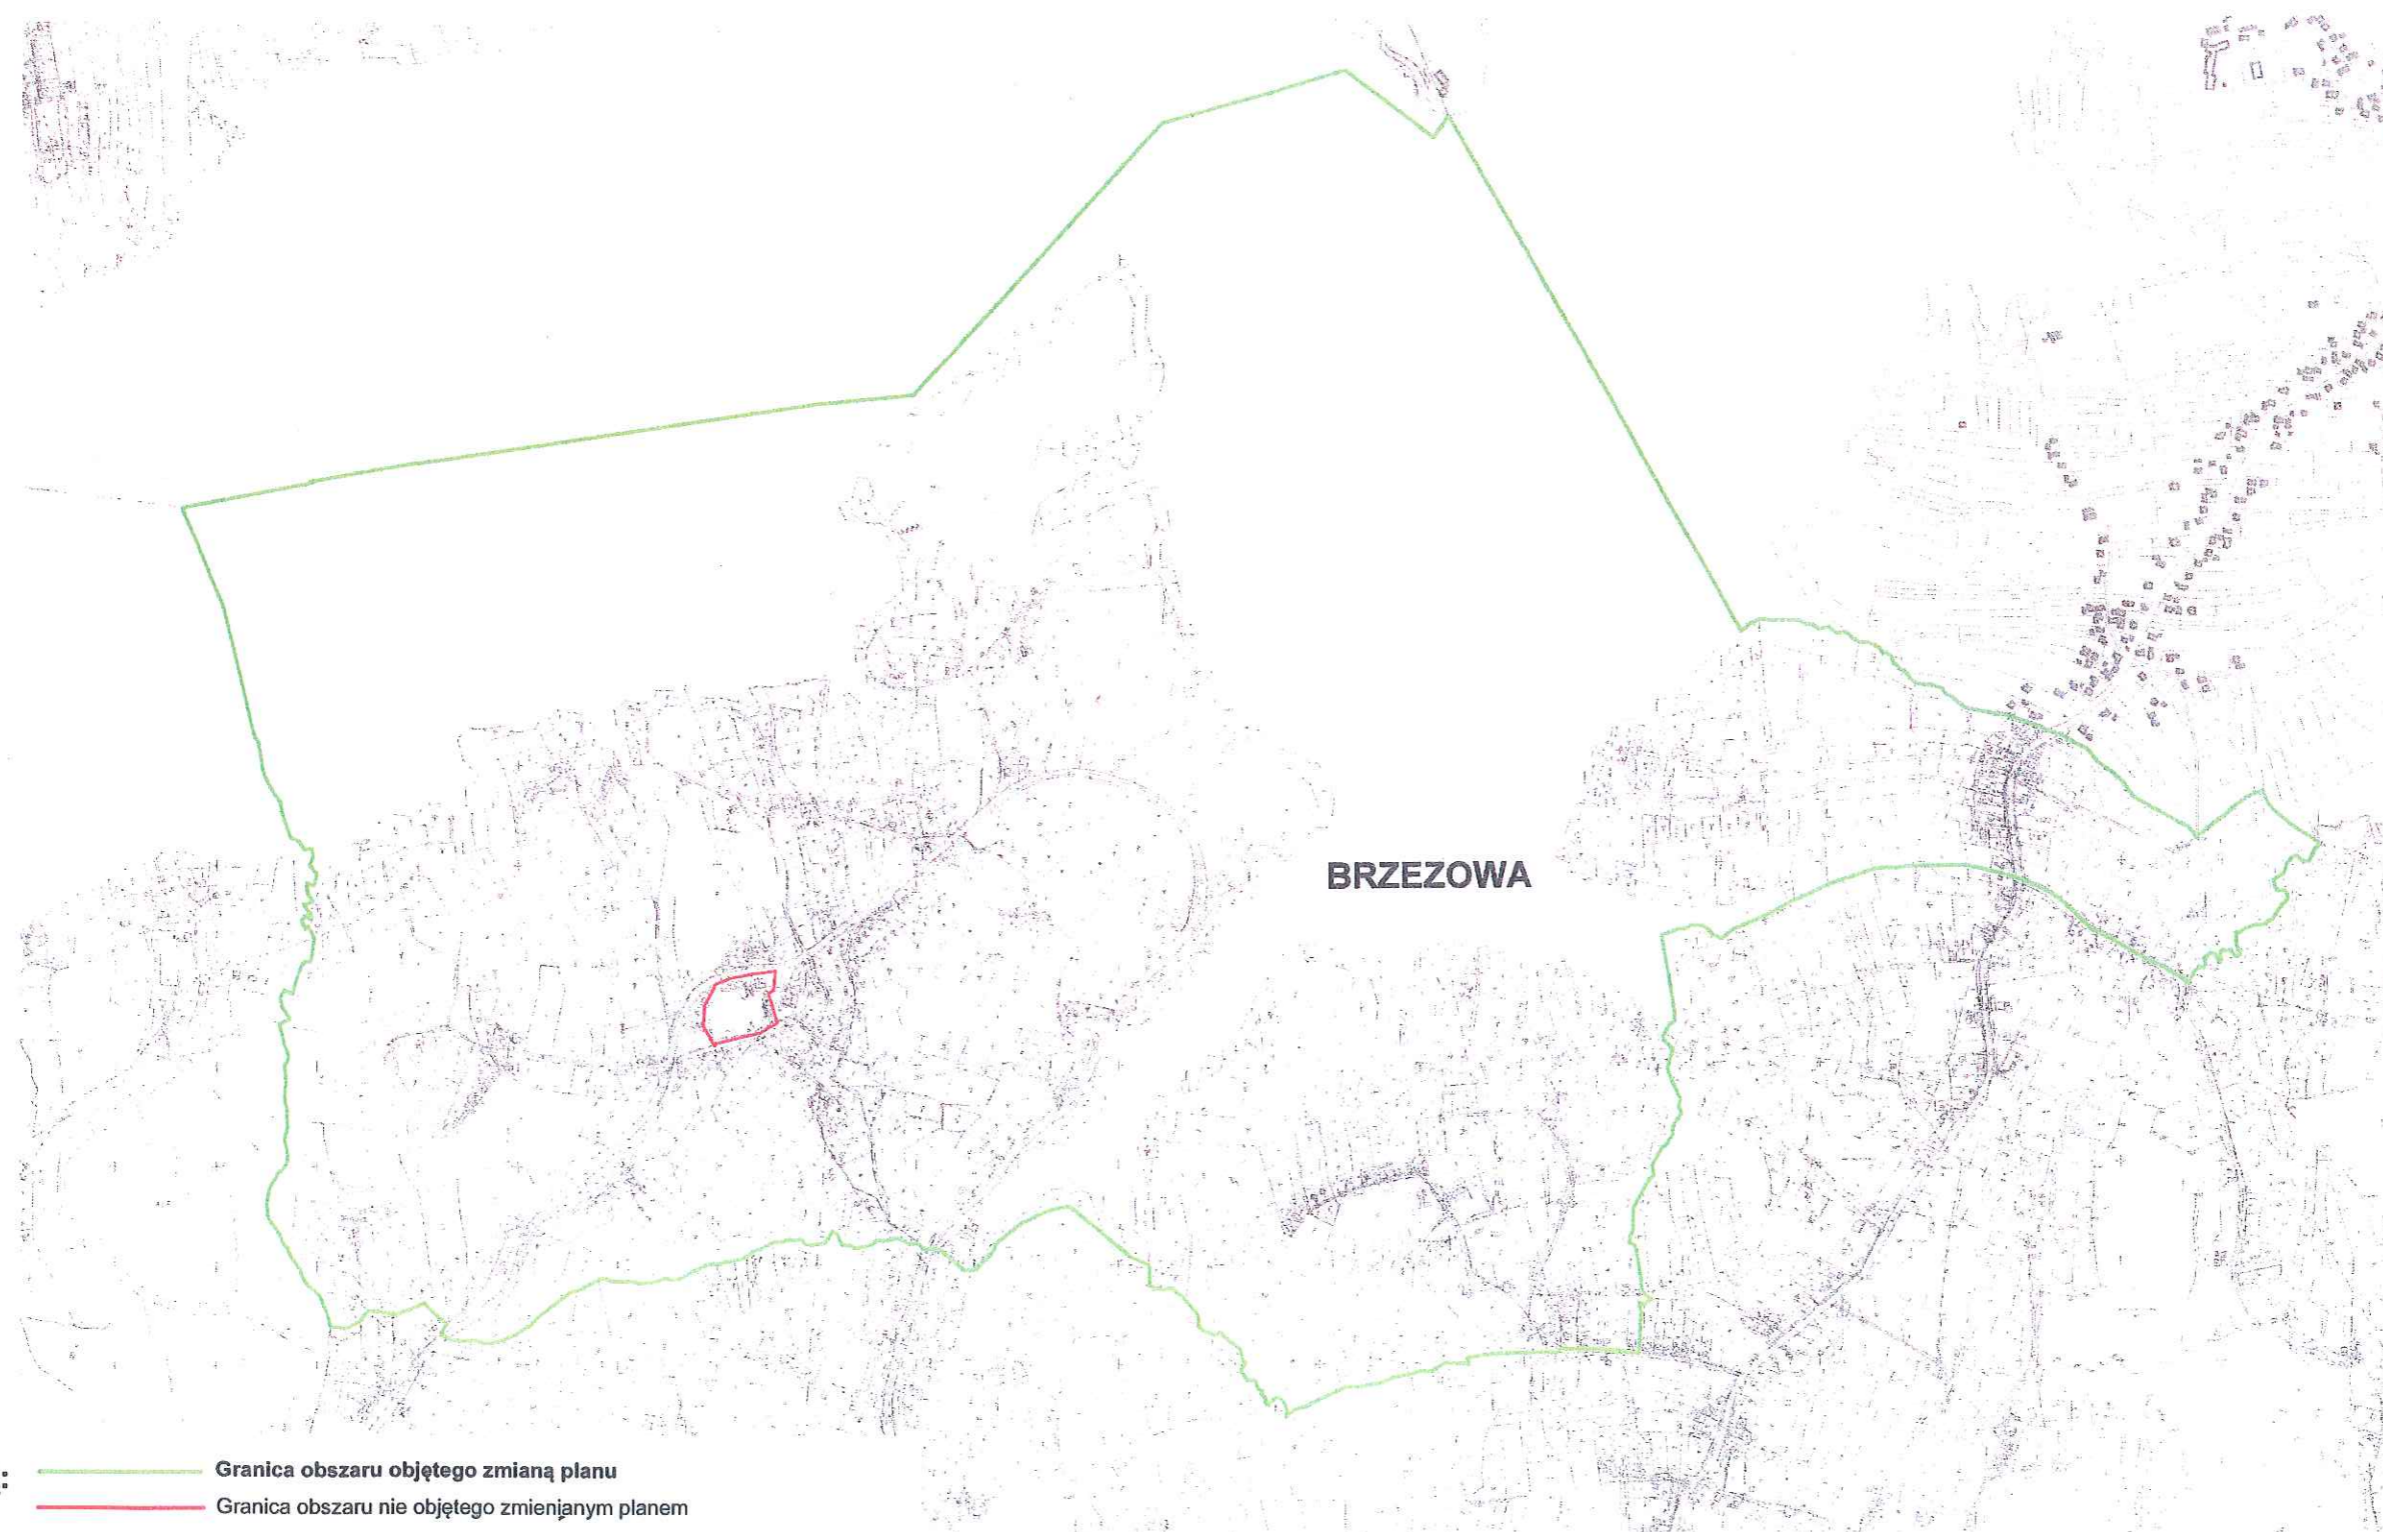 BRZEZOWA
: Granica obszaru objętego zmianą planu
Granica obszaru nie objętego zmienianym planem